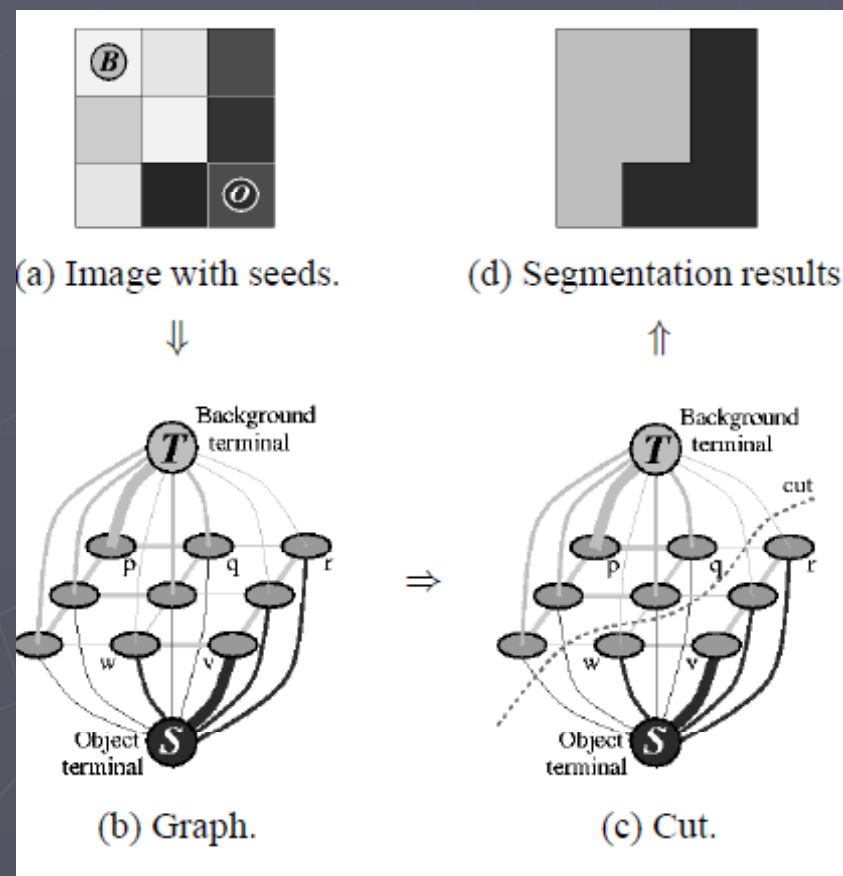 B
O
(a) Image with seeds.
(d) Segmentation results.
⇓
⇑
Background
terminal
T
p
q
r
w
v
Object
terminal
S
(b) Graph.
⇒
Background
terminal
T
cut
p
q
r
w
v
Object
terminal
S
(c) Cut.